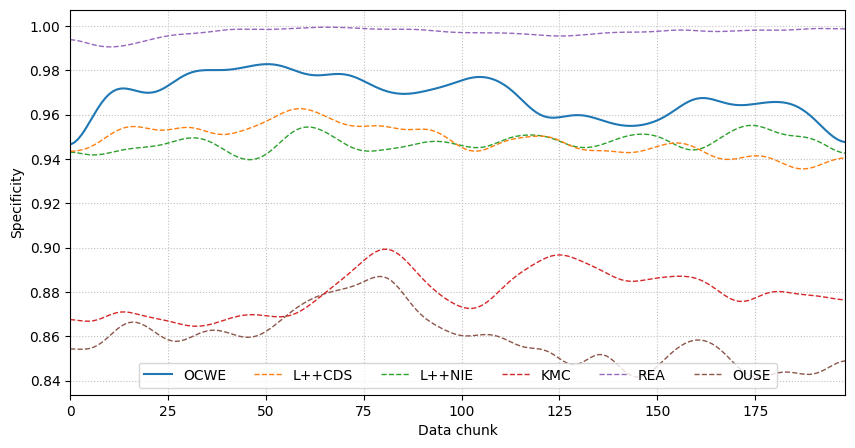 1.00
0.98
0.96
0.94
0.92
0.90
0.88
0.86
0.84
Specificity
OCWE L++CDS L++NIE KMC REA OUSE
0 25 50 75 100 125 150 175
Data chunk